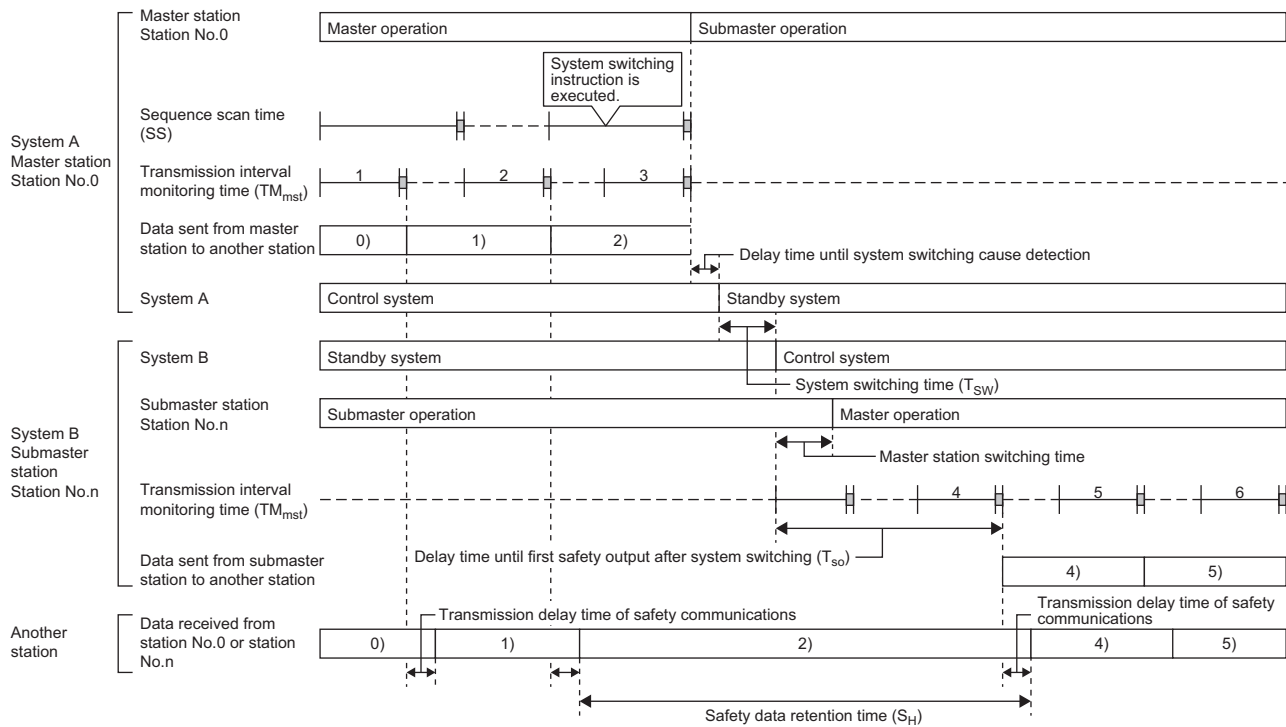 Master station
Station No.0
Master operation
Submaster operation
System switching
instruction is
executed.
Sequence scan time
(SS)
System A
Master station
Station No.0
Transmission interval
monitoring time (TMmst)
1
2
3
Data sent from master
station to another station
0)
1)
2)
Delay time until system switching cause detection
System A
Control system
Standby system
System B
Standby system
Control system
System switching time (TSW)
Submaster station
Station No.n
Submaster operation
Master operation
System B
Submaster
station
Station No.n
Master station switching time
Transmission interval
monitoring time (TMmst)
4
5
6
Delay time until first safety output after system switching (Tso)
Data sent from submaster
station to another station
4)
5)
Transmission delay time of safety communications
Transmission delay time of safety
communications
Another
station
Data received from
station No.0 or station
No.n
0)
1)
2)
4)
5)
Safety data retention time (SH)